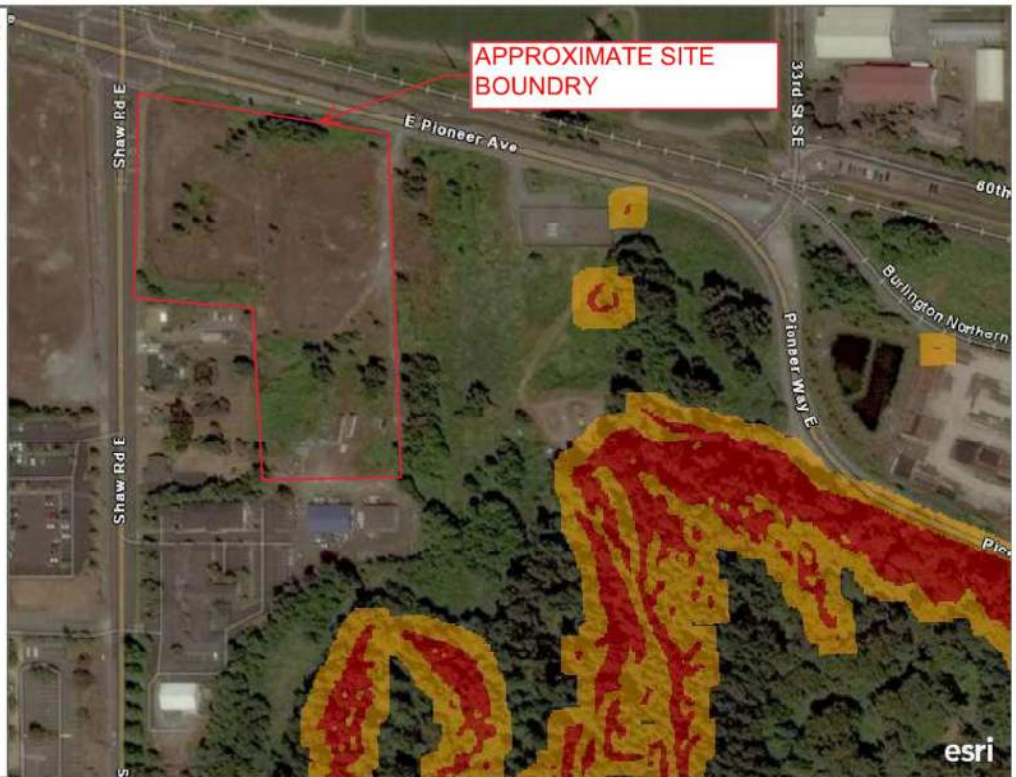 APPROXIMATE SITE
BOUNDRY
Shaw Rd E
E Pioneer Ave
33rd St SE
80th
Burlington Northern
Pioneer Way E
Shaw Rd E
esri